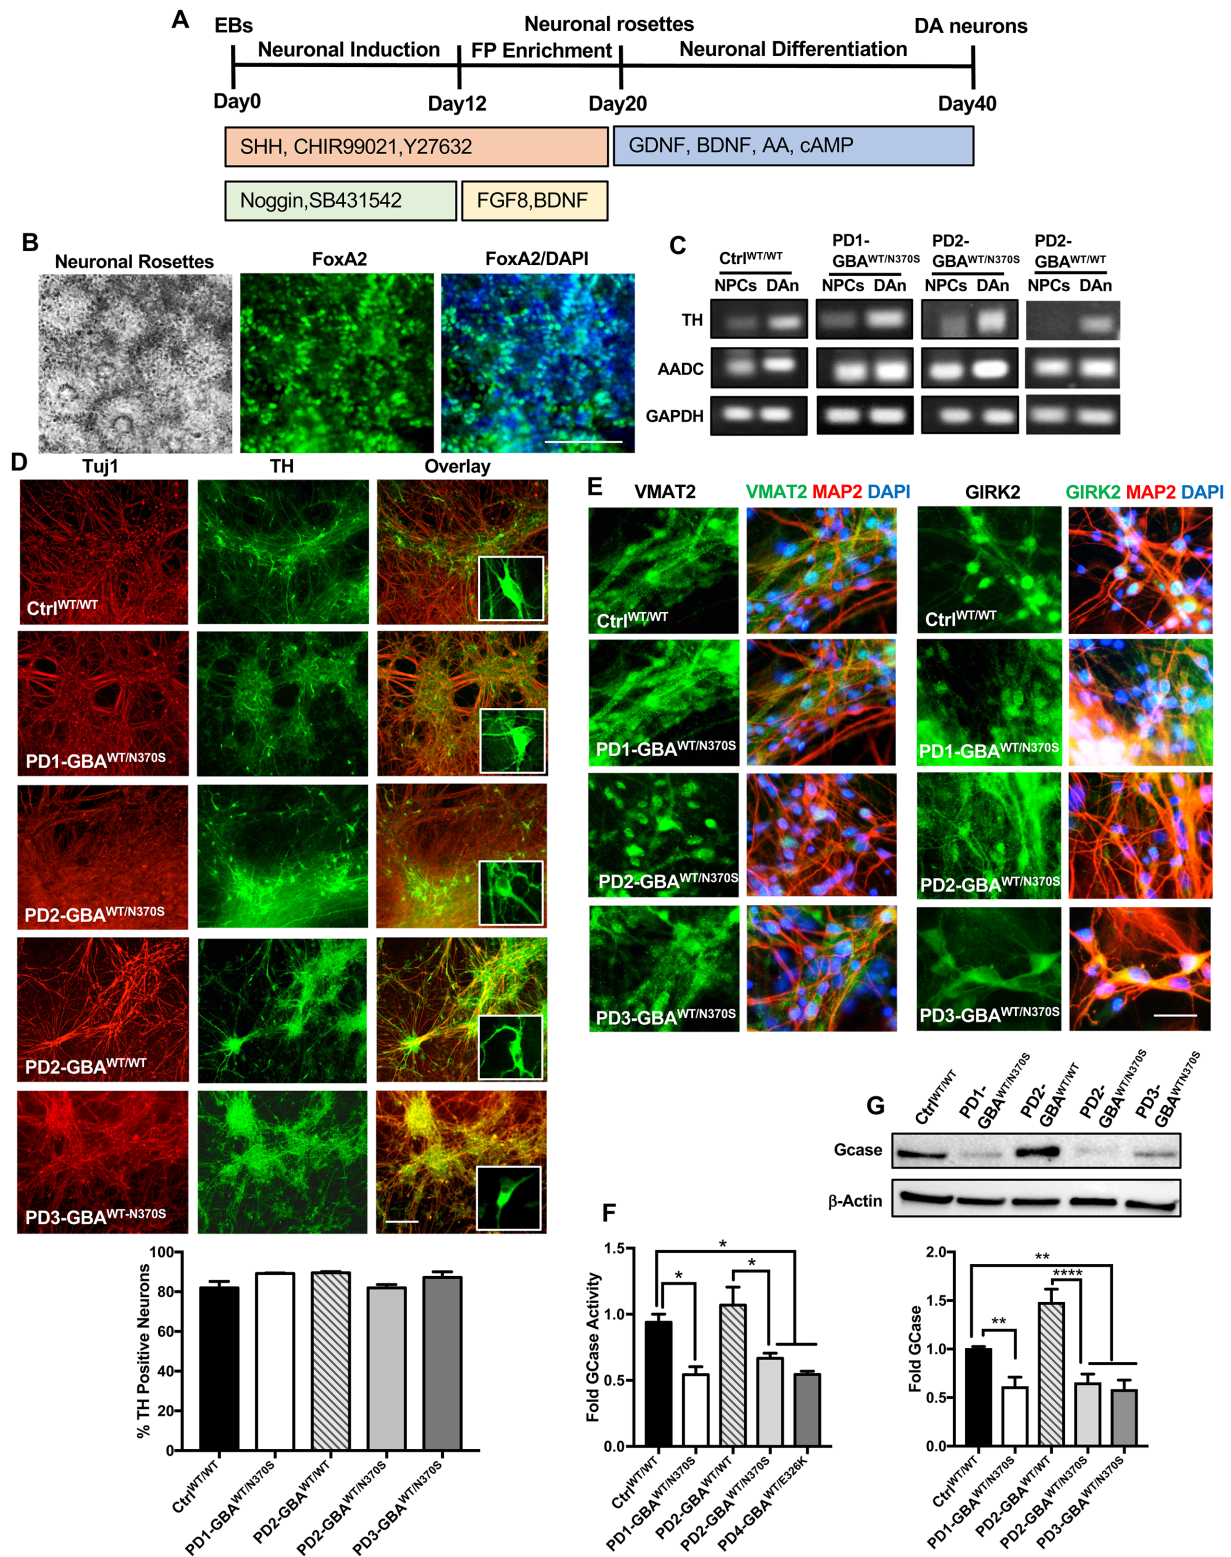 A
EBs
Neuronal rosettes
DA neurons
Neuronal Induction
FP Enrichment
Neuronal Differentiation
Day0
Day12
Day20
Day40
SHH, CHIR99021,Y27632
GDNF, BDNF, AA, cAMP
Noggin,SB431542
FGF8,BDNF
B
Neuronal Rosettes
FoxA2
FoxA2/DAPI
C
CtrlWT/WT
PD1-
GBAWT/N370S
PD2-
GBAWT/N370S
PD2-
GBAWT/WT
NPCs DAn
NPCs DAn
NPCs DAn
NPCs DAn
TH
AADC
GAPDH
D
Tuj1
TH
Overlay
CtrlWT/WT
PD1-GBAWT/N370S
PD2-GBAWT/N370S
PD2-GBAWT/WT
PD3-GBAWT-N370S
% TH Positive Neurons
100
80
60
40
20
0
CtrlWT/WT
PD1-GBAWT/N370S
PD2-GBAWT/WT
PD2-GBAWT/N370S
PD3-GBAWT/N370S
E
VMAT2
VMAT2 MAP2 DAPI
GIRK2
GIRK2 MAP2 DAPI
CtrlWT/WT
CtrlWT/WT
PD1-GBAWT/N370S
PD1-GBAWT/N370S
PD2-GBAWT/N370S
PD2-GBAWT/N370S
PD3-GBAWT/N370S
PD3-GBAWT/N370S
F
Fold GCase Activity
1.5
1.0
0.5
0.0
*
*
*
CtrlWT/WT
PD1-GBAWT/N370S
PD2-GBAWT/WT
PD2-GBAWT/N370S
PD4-GBAWT/E326K
G
CtrlWT/WT
PD1-
GBAWT/N370S
PD2-
GBAWT/WT
PD2-
GBAWT/N370S
PD3-
GBAWTN370S
Gcase
β-Actin
Fold GCase
2.0
1.5
1.0
0.5
0.0
**
****
**
CtrlWT/WT
PD1-GBAWT/N370S
PD2-GBAWT/WT
PD2-GBAWT/N370S
PD3-GBAWT/N370S